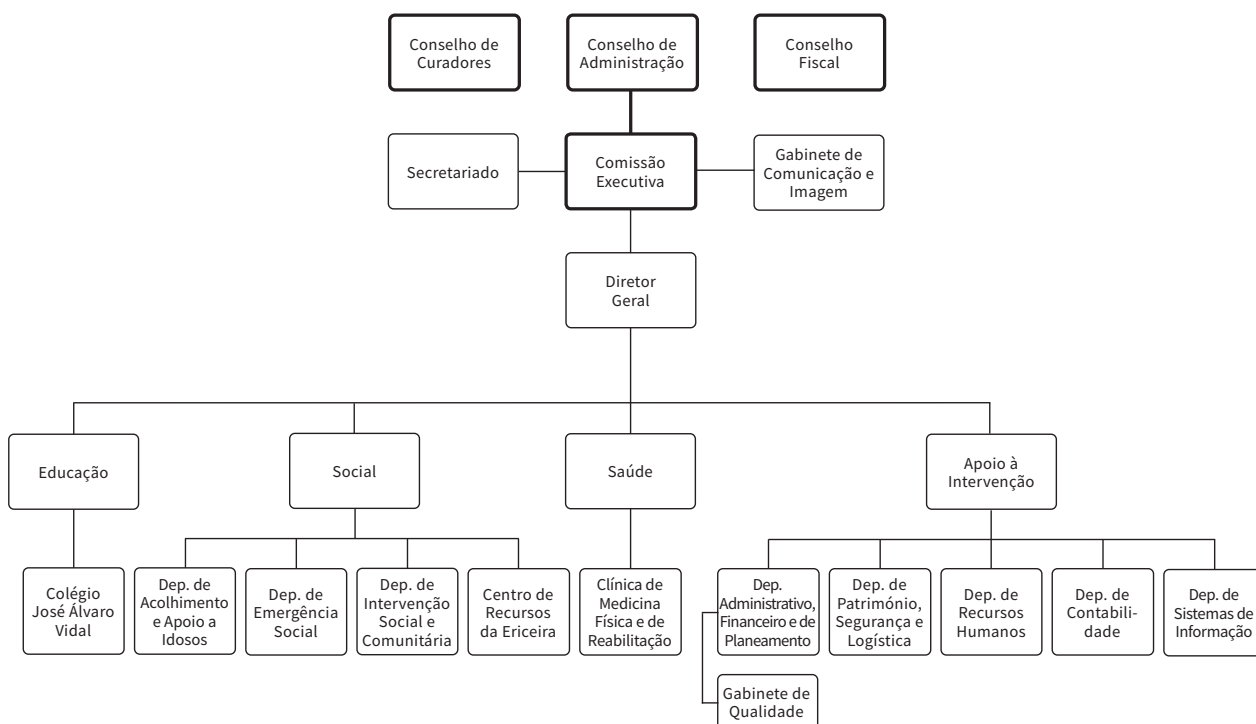 Conselho de
Curadores
Conselho de
Administração
Conselho
Fiscal
Secretariado
Comissão
Executiva
Gabinete de
Comunicação e
Imagem
Diretor
Geral
Educação
Social
Saúde
Apoio à
Intervenção
Colégio
José Álvaro
Vidal
Dep. de
Acolhimento
e Apoio a
Idosos
Dep. de
Emergência
Social
Dep. de
Intervenção
Social e
Comunitária
Centro de
Recursos
da Ericeira
Clínica de
Medicina
Física e de
Reabilitação
Dep.
Administrativo,
Financeiro e de
Planeamento
Dep. de
Património,
Segurança e
Logística
Dep. de
Recursos
Humanos
Dep. de
Contabili-
dade
Dep. de
Sistemas de
Informação
Gabinete de
Qualidade